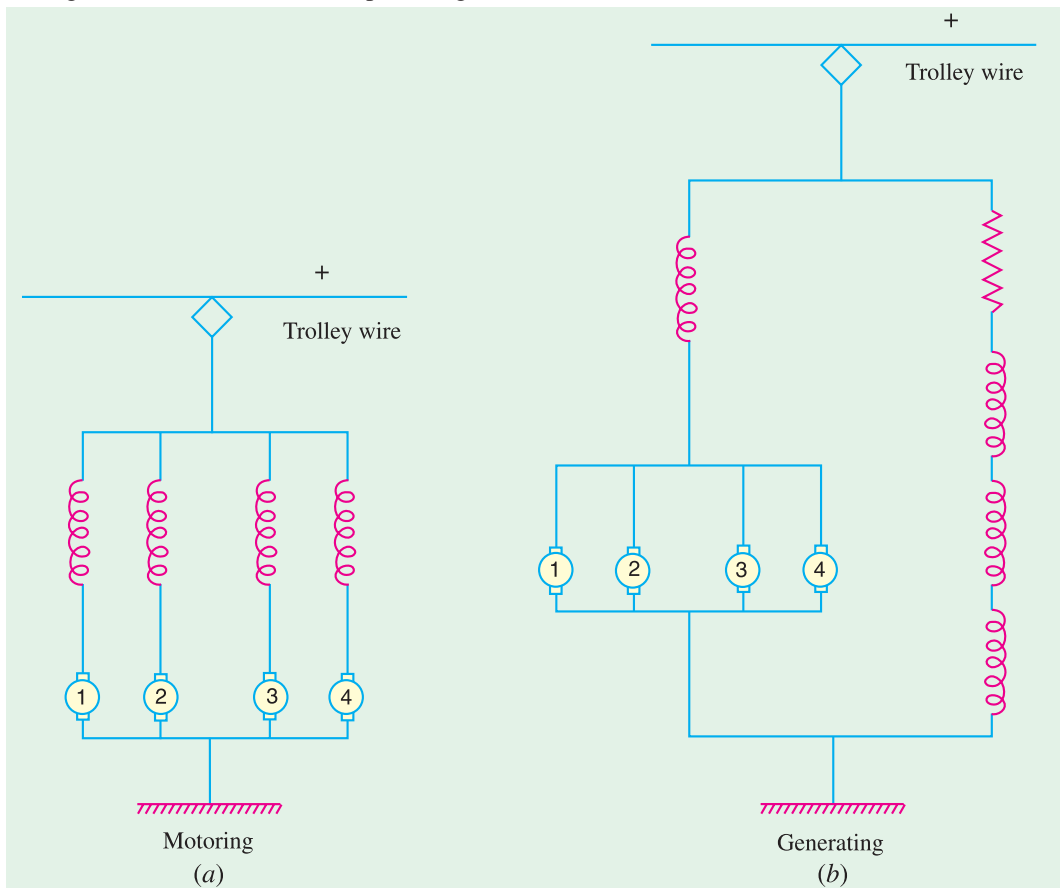 +
Trolley wire
+
Trolley wire
1 2 3 4
1 2 3 4
Motoring
(a)
Generating
(b)